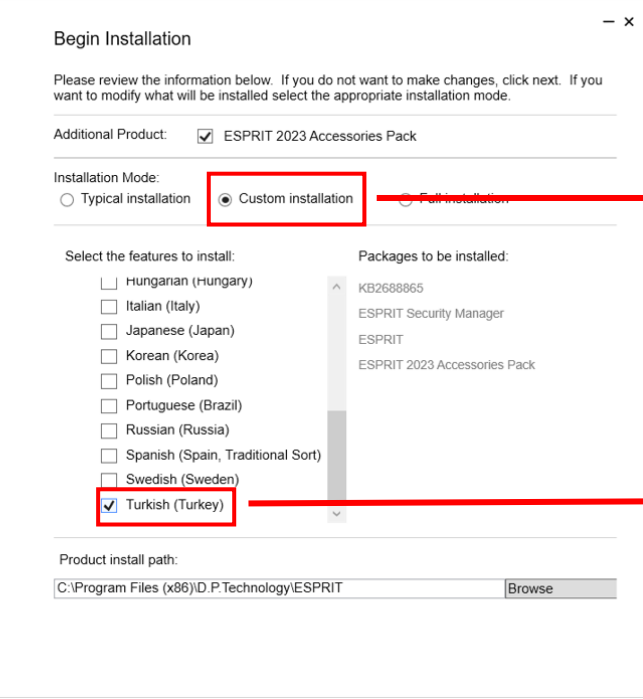 Begin Installation
Please review the information below. If you do not want to make changes, click next. If you
want to modify what will be installed select the appropriate installation mode.
Additional Product: ESPRIT 2023 Accessories Pack
Installation Mode:
Typical installation Custom installation Full installation
Select the features to install: Packages to be installed:
Hungarian (Hungary)
KB2688865
Italian (Italy)
ESPRIT Security Manager
Japanese (Japan)
ESPRIT
Korean (Korea)
ESPRIT 2023 Accessories Pack
Polish (Poland)
Portuguese (Brazil)
Russian (Russia)
Spanish (Spain, Traditional Sort)
Swedish (Sweden)
Turkish (Turkey)
Product install path:
C:\Program Files (x86)\D.P.Technology\ESPRIT Browse